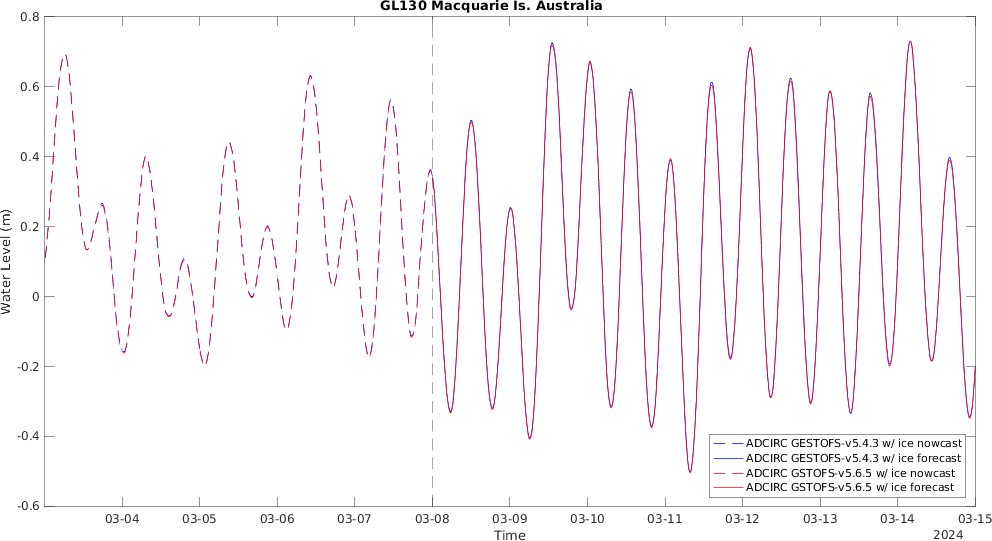 GL130 Macquarie Is. Australia
0.8
0.6
0.4
0.2
0
-0.2
-0.4
-0.6
Water Level (m)
ADCIRC GESTOFS-v5.4.3 w/ ice nowcast
ADCIRC GESTOFS-v5.4.3 w/ ice forecast
ADCIRC GSTOFS-v5.6.5 w/ ice nowcast
ADCIRC GSTOFS-v5.6.5 w/ ice forecast
03-04 03-05 03-06 03-07 03-08 03-09 03-10 03-11 03-12 03-13 03-14 03-15
Time
2024